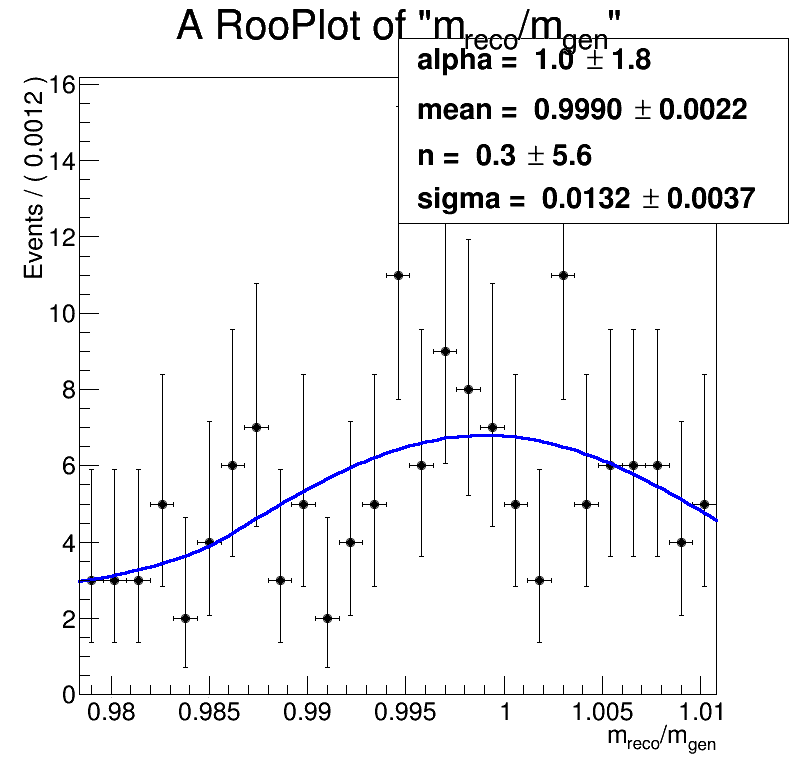 A RooPlot of "m_reco/m_gen"
alpha = 1.0 ± 1.8
mean = 0.9990 ± 0.0022
n = 0.3 ± 5.6
sigma = 0.0132 ± 0.0037
Events / ( 0.0012 )
16
14
12
10
8
6
4
2
0
0.98 0.985 0.99 0.995 1 1.005 1.01
m_reco/m_gen